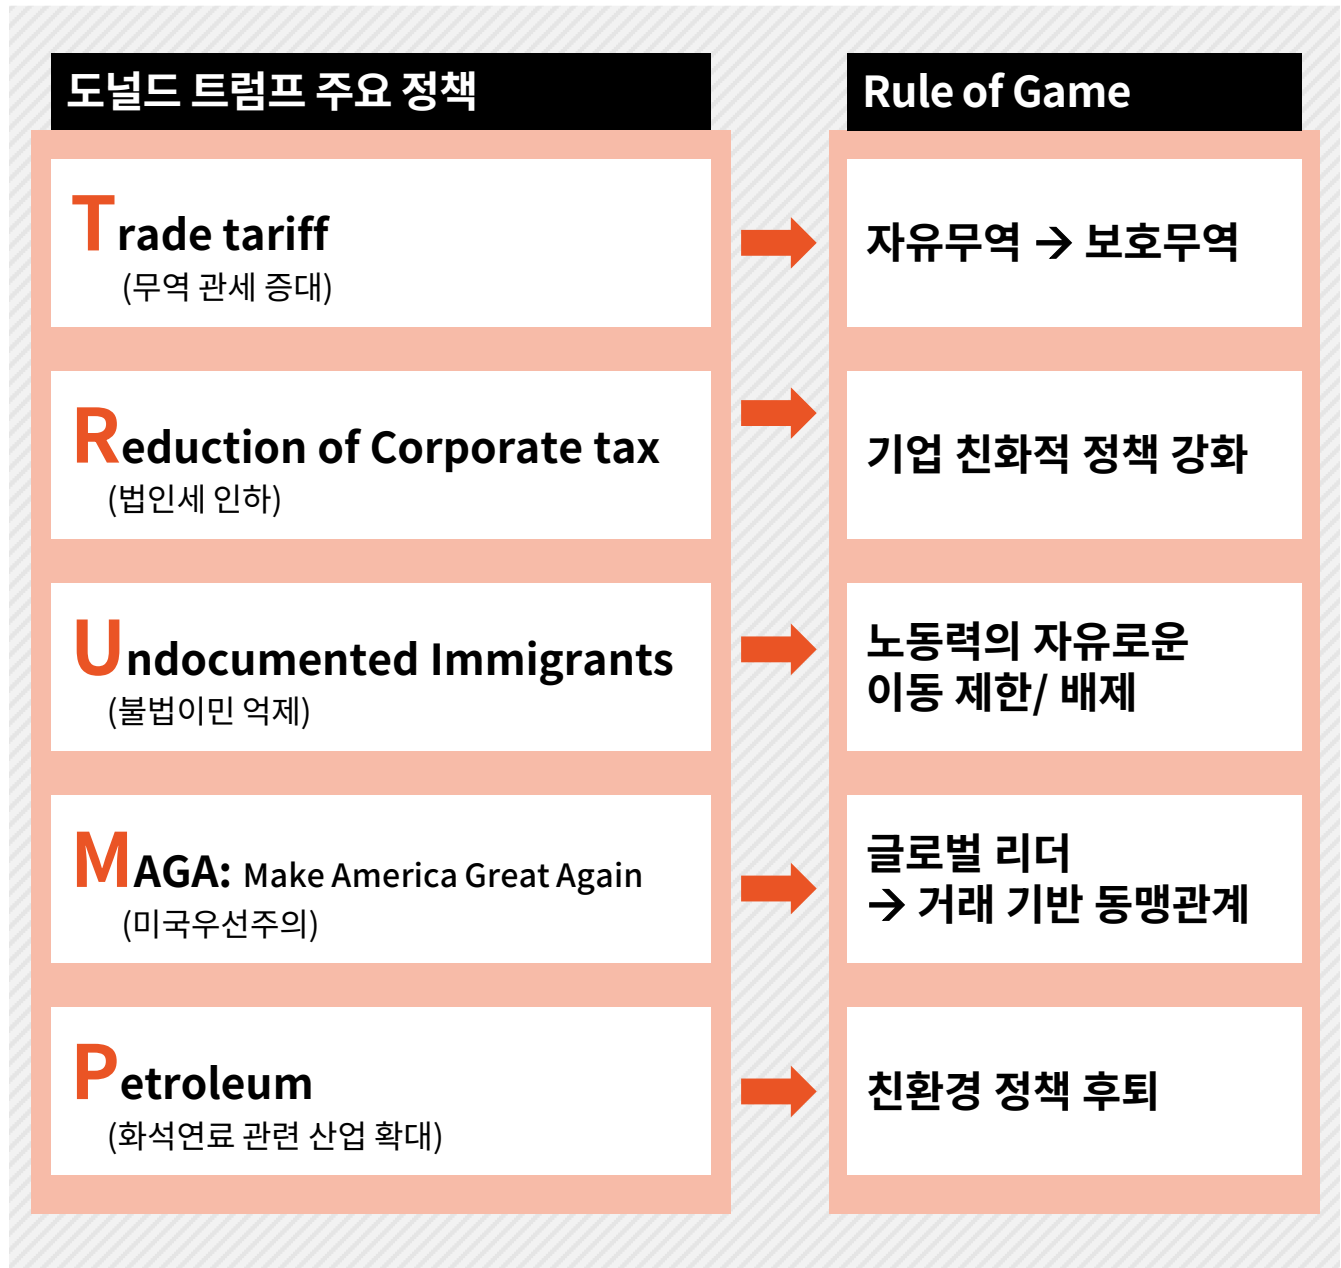 도널드 트럼프 주요 정책
Rule of Game
Trade tariff
(무역 관세 증대)
자유무역 → 보호무역
Reduction of Corporate tax
(법인세 인하)
기업 친화적 정책 강화
Undocumented Immigrants
(불법이민 억제)
노동력의 자유로운
이동 제한/ 배제
MAGA: Make America Great Again
(미국우선주의)
글로벌 리더
→ 거래 기반 동맹관계
Petroleum
(화석연료 관련 산업 확대)
친환경 정책 후퇴